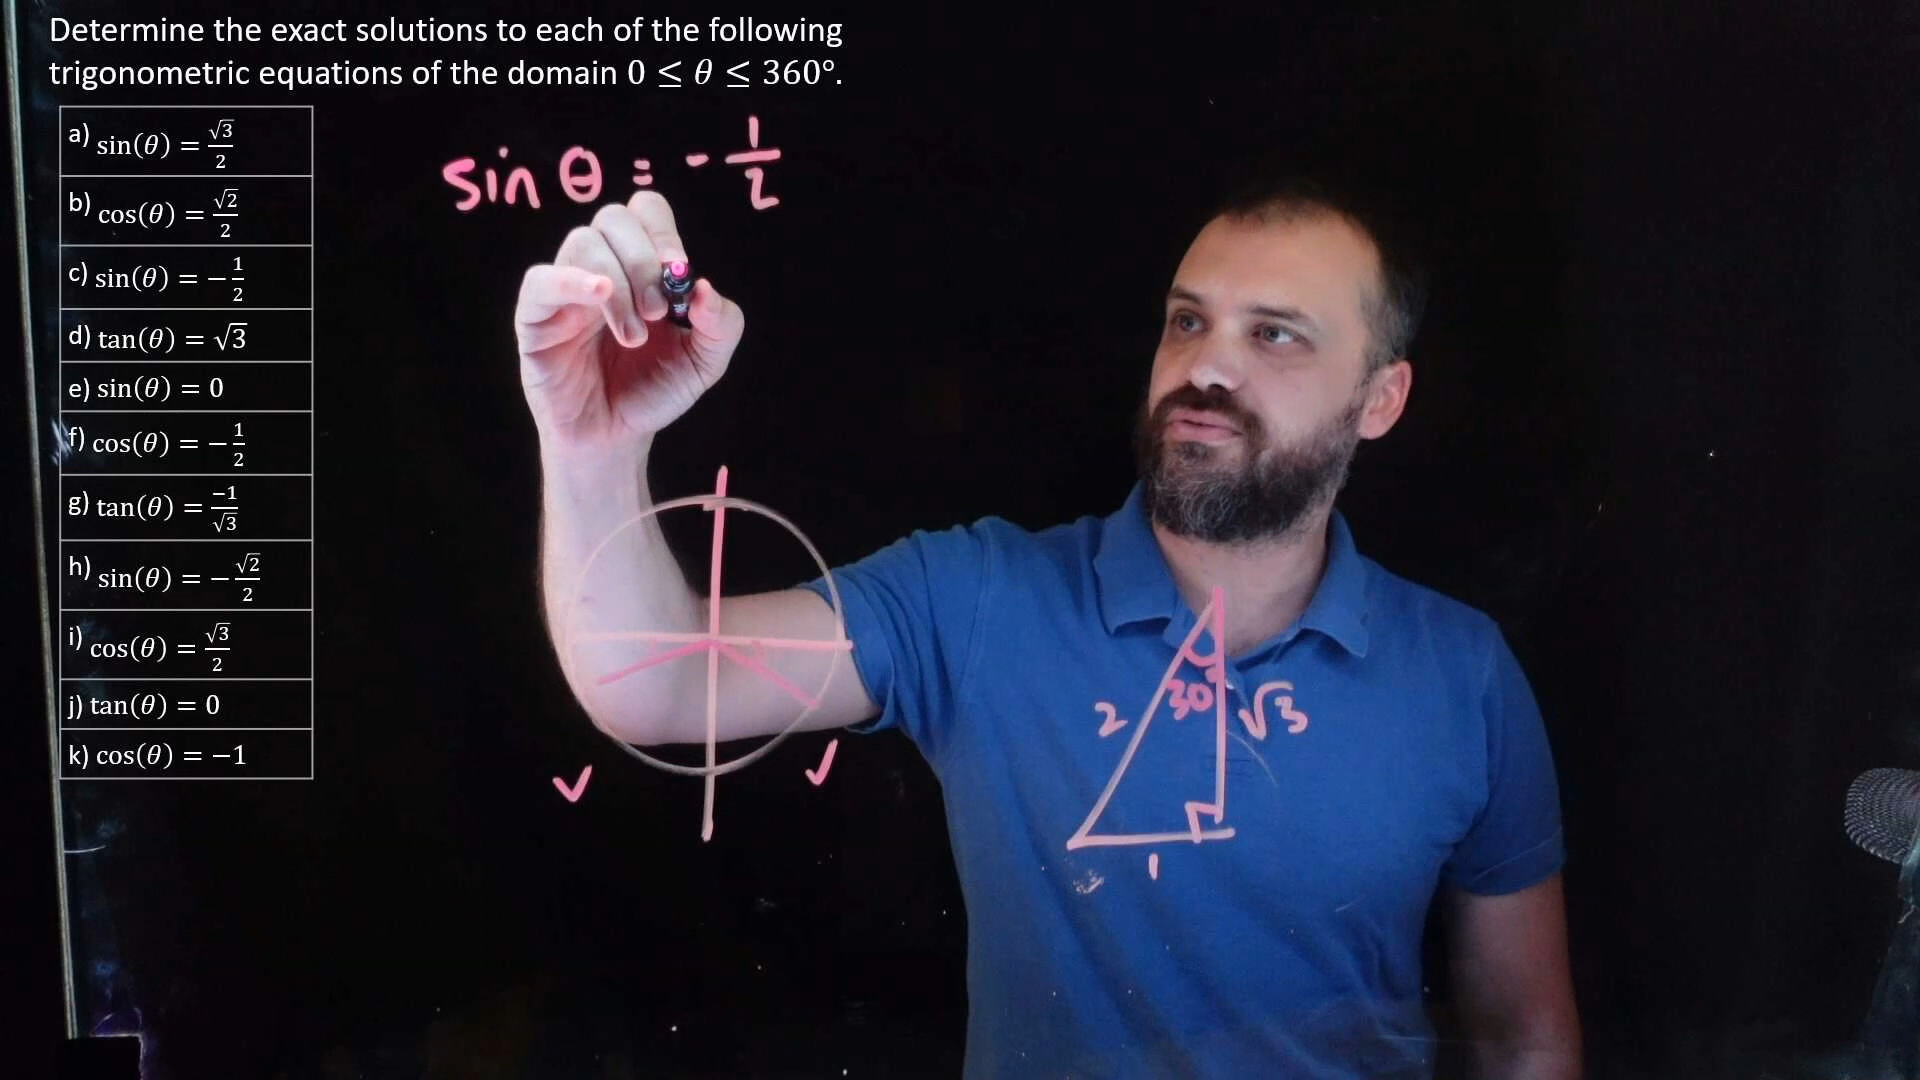 Determine the exact solutions to each of the following
trigonometric equations of the domain 0 ≤ θ ≤ 360°.
a) sin(θ) = √3/2
b) cos(θ) = √2/2
c) sin(θ) = −1/2
d) tan(θ) = √3
e) sin(θ) = 0
f) cos(θ) = −1/2
g) tan(θ) = −1/√3
h) sin(θ) = −√2/2
i) cos(θ) = √3/2
j) tan(θ) = 0
k) cos(θ) = −1
sin θ = -1/2
2 30 √3
1